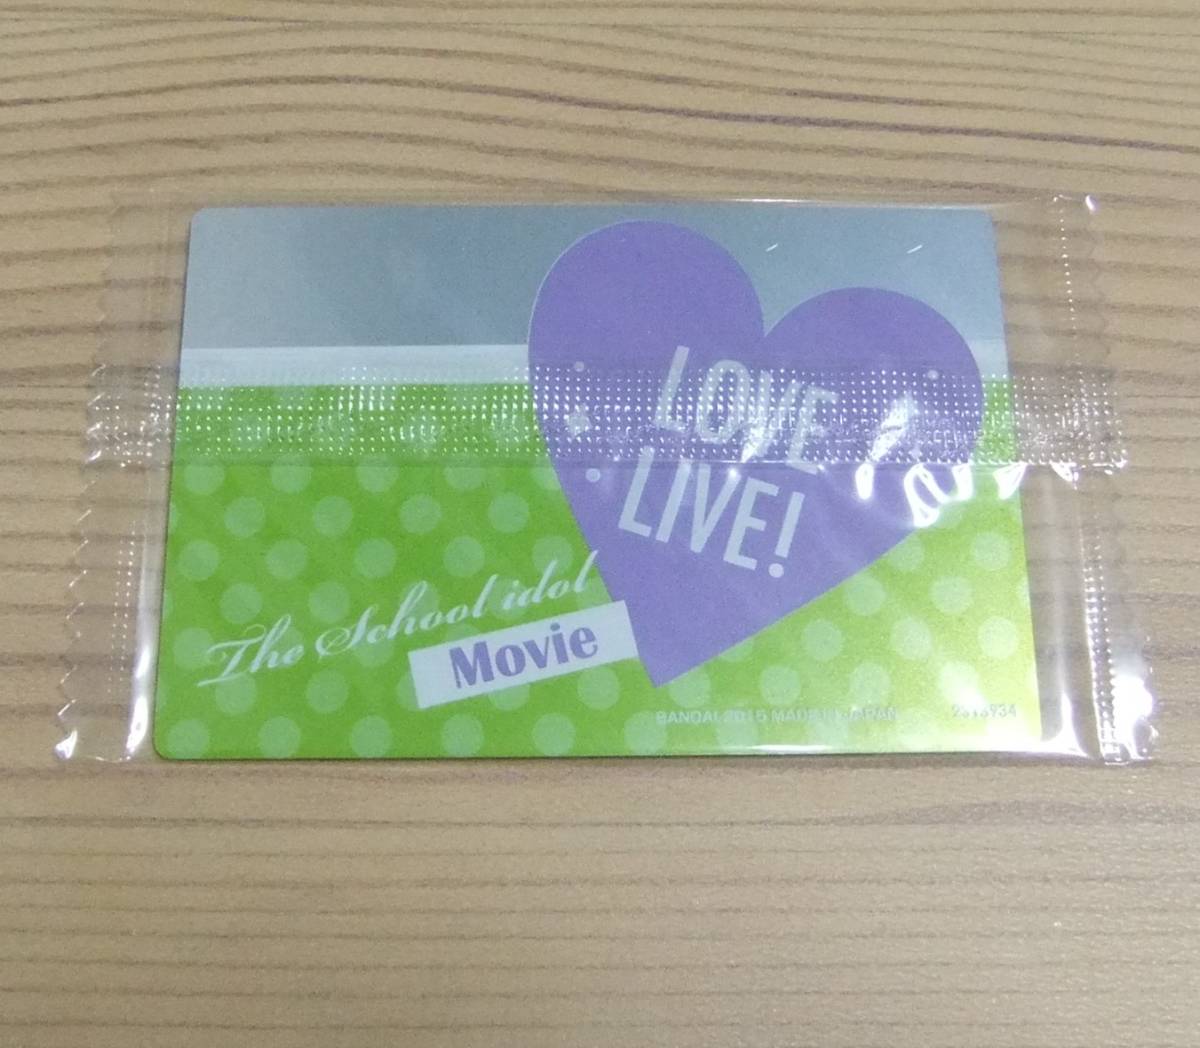 LOVE
LIVE!
The School idol
Movie
BANDAI 2015 MADE IN JAPAN